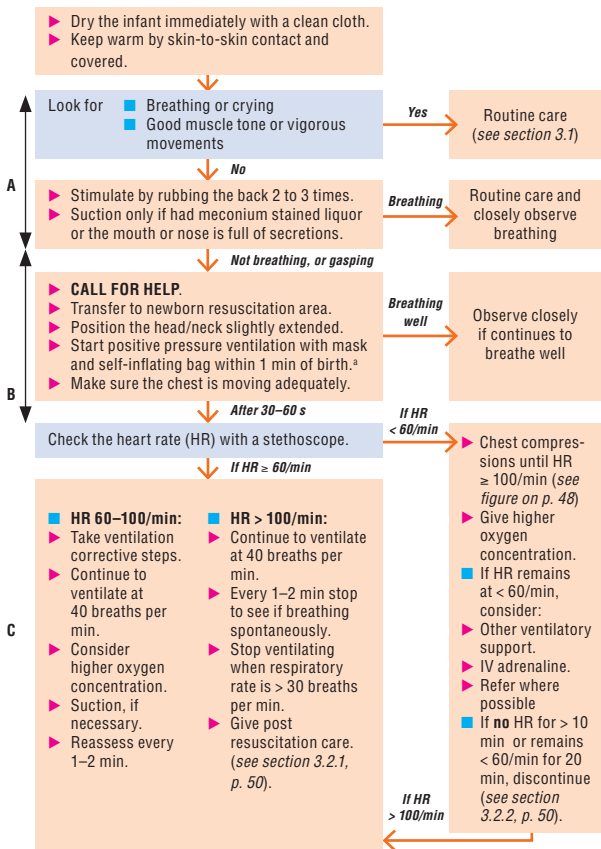 ▶ Dry the infant immediately with a clean cloth.
▶ Keep warm by skin-to-skin contact and
covered.
A
Look for ■ Breathing or crying
■ Good muscle tone or vigorous
movements
Yes
Routine care
(see section 3.1)
No
▶ Stimulate by rubbing the back 2 to 3 times.
▶ Suction only if had meconium stained liquor
or the mouth or nose is full of secretions.
Breathing
Routine care and
closely observe
breathing
Not breathing, or gasping
B
▶ CALL FOR HELP.
▶ Transfer to newborn resuscitation area.
▶ Position the head/neck slightly extended.
▶ Start positive pressure ventilation with mask
and self-inflating bag within 1 min of birth.ᵃ
▶ Make sure the chest is moving adequately.
Breathing
well
Observe closely
if continues to
breathe well
After 30–60 s
Check the heart rate (HR) with a stethoscope.
If HR
< 60/min
If HR ≥ 60/min
C
■ HR 60–100/min:
▶ Take ventilation
corrective steps.
▶ Continue to
ventilate at
40 breaths per
min.
▶ Consider
higher oxygen
concentration.
▶ Suction, if
necessary.
▶ Reassess every
1–2 min.
■ HR > 100/min:
▶ Continue to ventilate
at 40 breaths per
min.
▶ Every 1–2 min stop
to see if breathing
spontaneously.
▶ Stop ventilating
when respiratory
rate is > 30 breaths
per min.
▶ Give post
resuscitation care.
(see section 3.2.1,
p. 50).
▶ Chest compres-
sions until HR
≥ 100/min (see
figure on p. 48)
▶ Give higher
oxygen
concentration.
■ If HR remains
at < 60/min,
consider:
▶ Other ventilatory
support.
▶ IV adrenaline.
▶ Refer where
possible
■ If no HR for > 10
min or remains
< 60/min for 20
min, discontinue
(see section
3.2.2, p. 50).
If HR
> 100/min